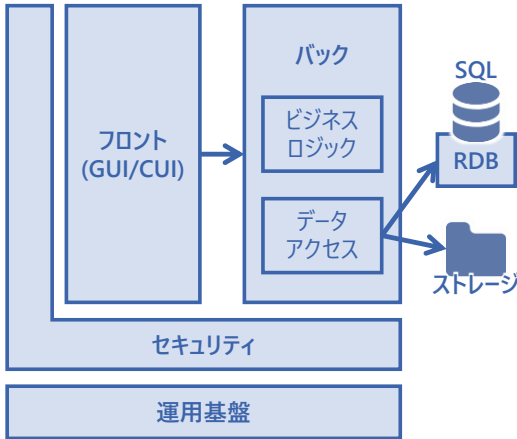 フロント
(GUI/CUI)
バック
ビジネス
ロジック
データ
アクセス
SQL
RDB
ストレージ
セキュリティ
運用基盤